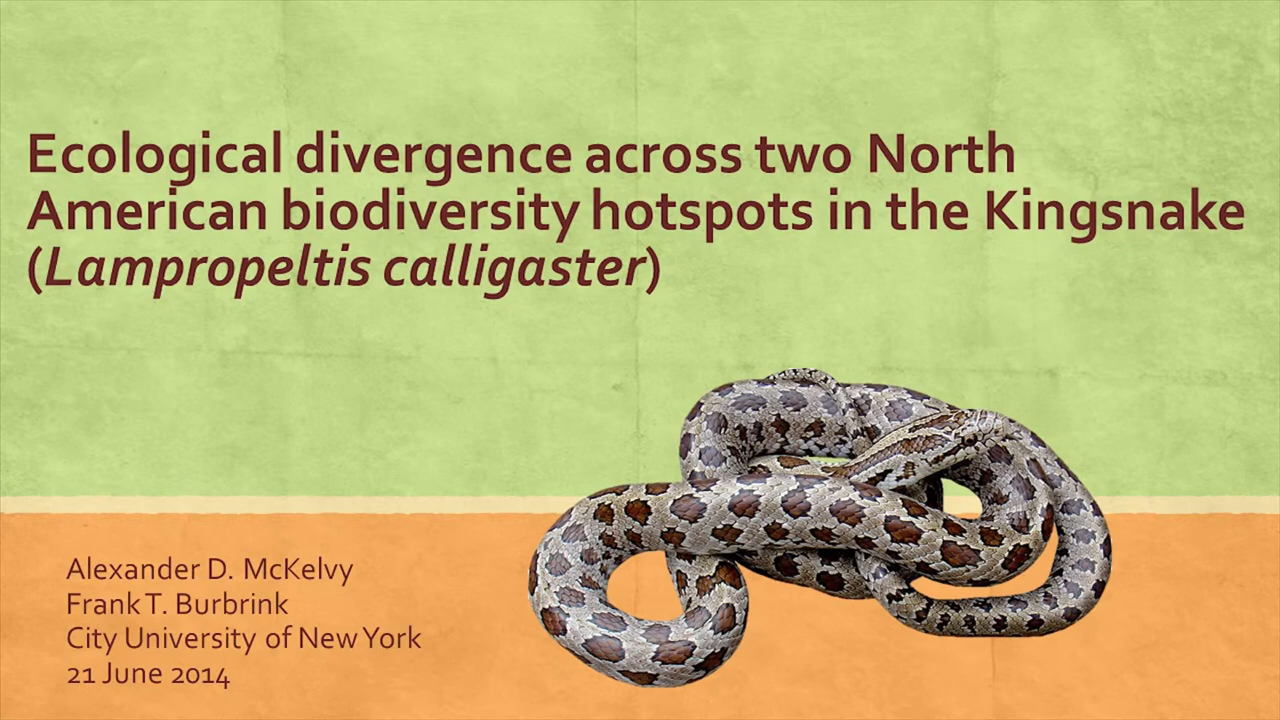 Ecological divergence across two North
American biodiversity hotspots in the Kingsnake
(Lampropeltis calligaster)
Alexander D. McKelvy
Frank T. Burbrink
City University of New York
21 June 2014